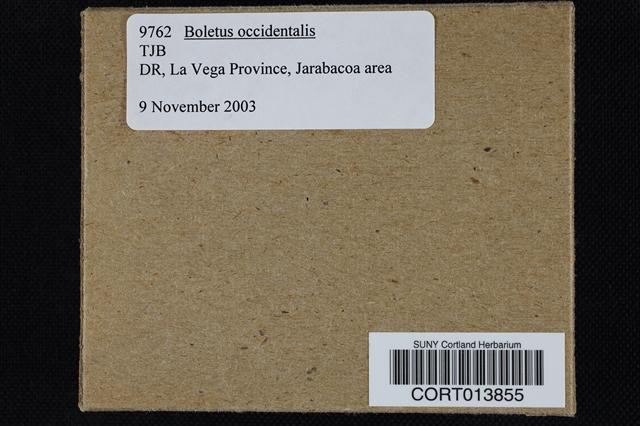 9762 Boletus occidentalis
TJB
DR, La Vega Province, Jarabacoa area
9 November 2003
SUNY Cortland Herbarium
CORT013855